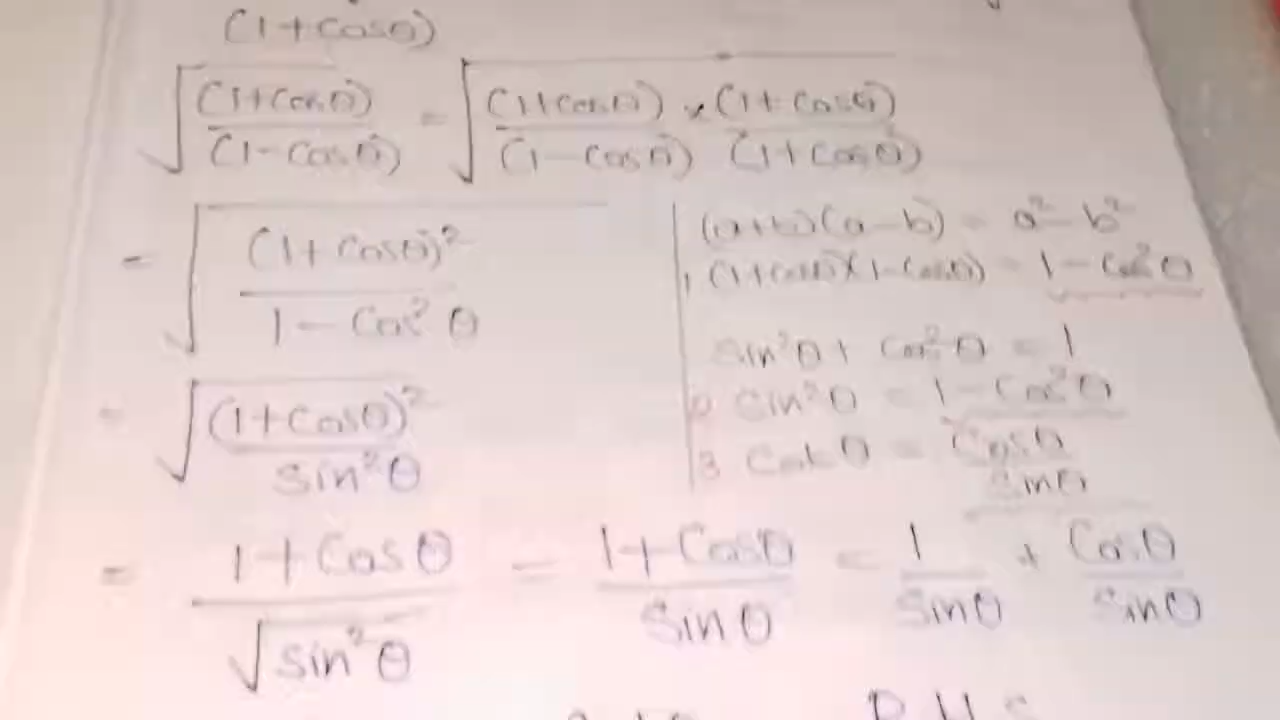 (1+Cosθ)
√((1+Cosθ)/(1-Cosθ)) = √((1+Cosθ)/(1-Cosθ) × (1+Cosθ)/(1+Cosθ))
= √((1+Cosθ)²/(1-Cos²θ))
(a+b)(a-b) = a²-b²
1, (1+Cosθ)(1-Cosθ) = 1-Cos²θ
Sin²θ + Cos²θ = 1
Sin²θ = 1-Cos²θ
3 Cotθ = Cosθ/Sinθ
= √((1+Cosθ)²/Sin²θ)
= (1+Cosθ)/√(Sin²θ) = (1+Cosθ)/Sinθ = 1/Sinθ + Cosθ/Sinθ
R.H.S